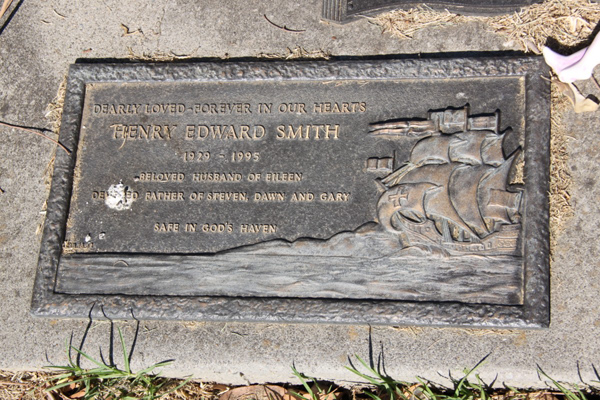 DEARLY LOVED-FOREVER IN OUR HEARTS
HENRY EDWARD SMITH
1929 - 1995
BELOVED HUSBAND OF EILEEN
FATHER OF STEVEN, DAWN AND GARY
SAFE IN GOD'S HAVEN